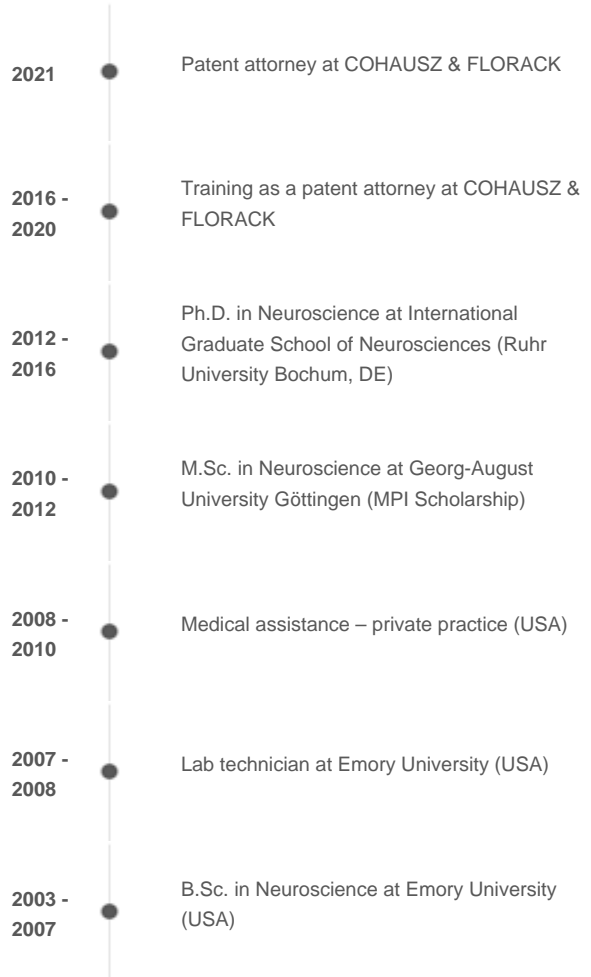 2021
Patent attorney at COHAUSZ & FLORACK
2016 -
2020
Training as a patent attorney at COHAUSZ &
FLORACK
2012 -
2016
Ph.D. in Neuroscience at International
Graduate School of Neurosciences (Ruhr
University Bochum, DE)
2010 -
2012
M.Sc. in Neuroscience at Georg-August
University Göttingen (MPI Scholarship)
2008 -
2010
Medical assistance – private practice (USA)
2007 -
2008
Lab technician at Emory University (USA)
2003 -
2007
B.Sc. in Neuroscience at Emory University
(USA)